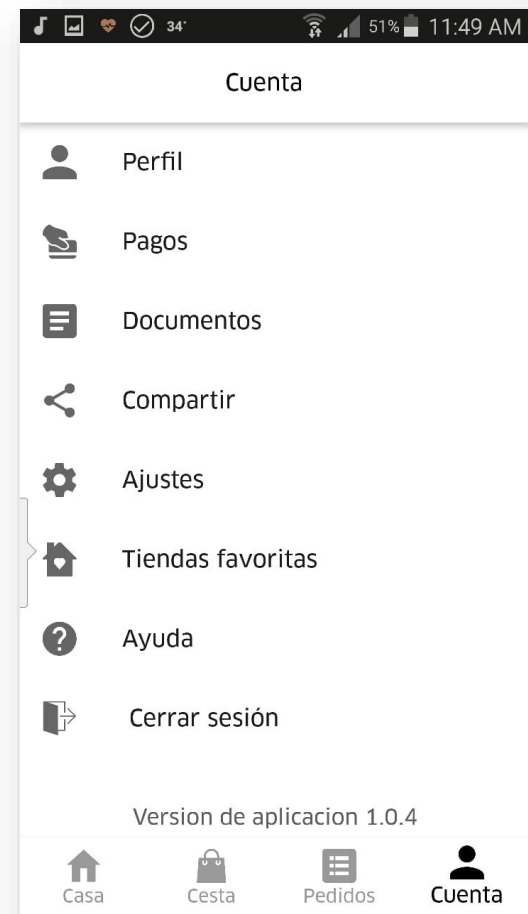 34°
51%
11:49 AM
Cuenta
Perfil
Pagos
Documentos
Compartir
Ajustes
Tiendas favoritas
Ayuda
Cerrar sesión
Version de aplicacion 1.0.4
Casa
Cesta
Pedidos
Cuenta